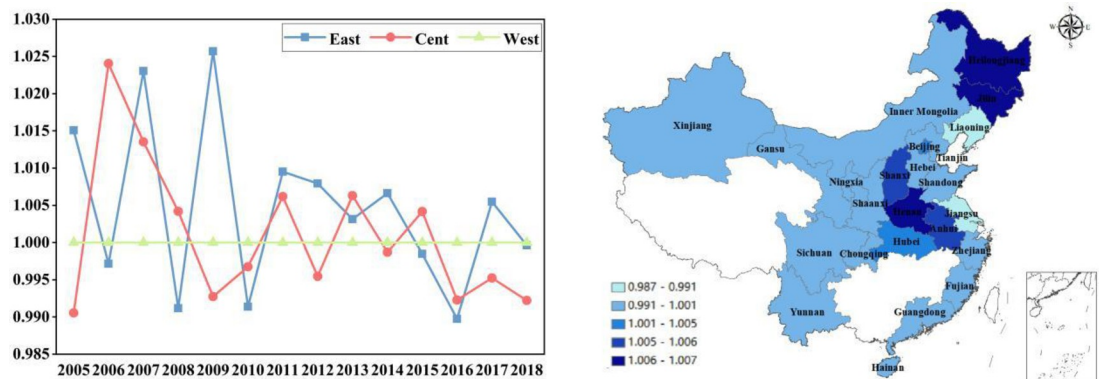 1.030
1.025
1.020
1.015
1.010
1.005
1.000
0.995
0.990
0.985
East Cent West
2005 2006 2007 2008 2009 2010 2011 2012 2013 2014 2015 2016 2017 2018
N
W E
S
Heilongjiang
Jilin
Inner Mongolia
Liaoning
Xinjiang
Beijing
Gansu
Tianjin
Hebei
Shanxi
Ningxia
Shandong
Shaanxi
Henan
Jiangsu
Anhui
Hubei
Sichuan
Chongqing
Zhejiang
Fujian
Yunnan
Guangdong
Hainan
0.987 - 0.991
0.991 - 1.001
1.001 - 1.005
1.005 - 1.006
1.006 - 1.007